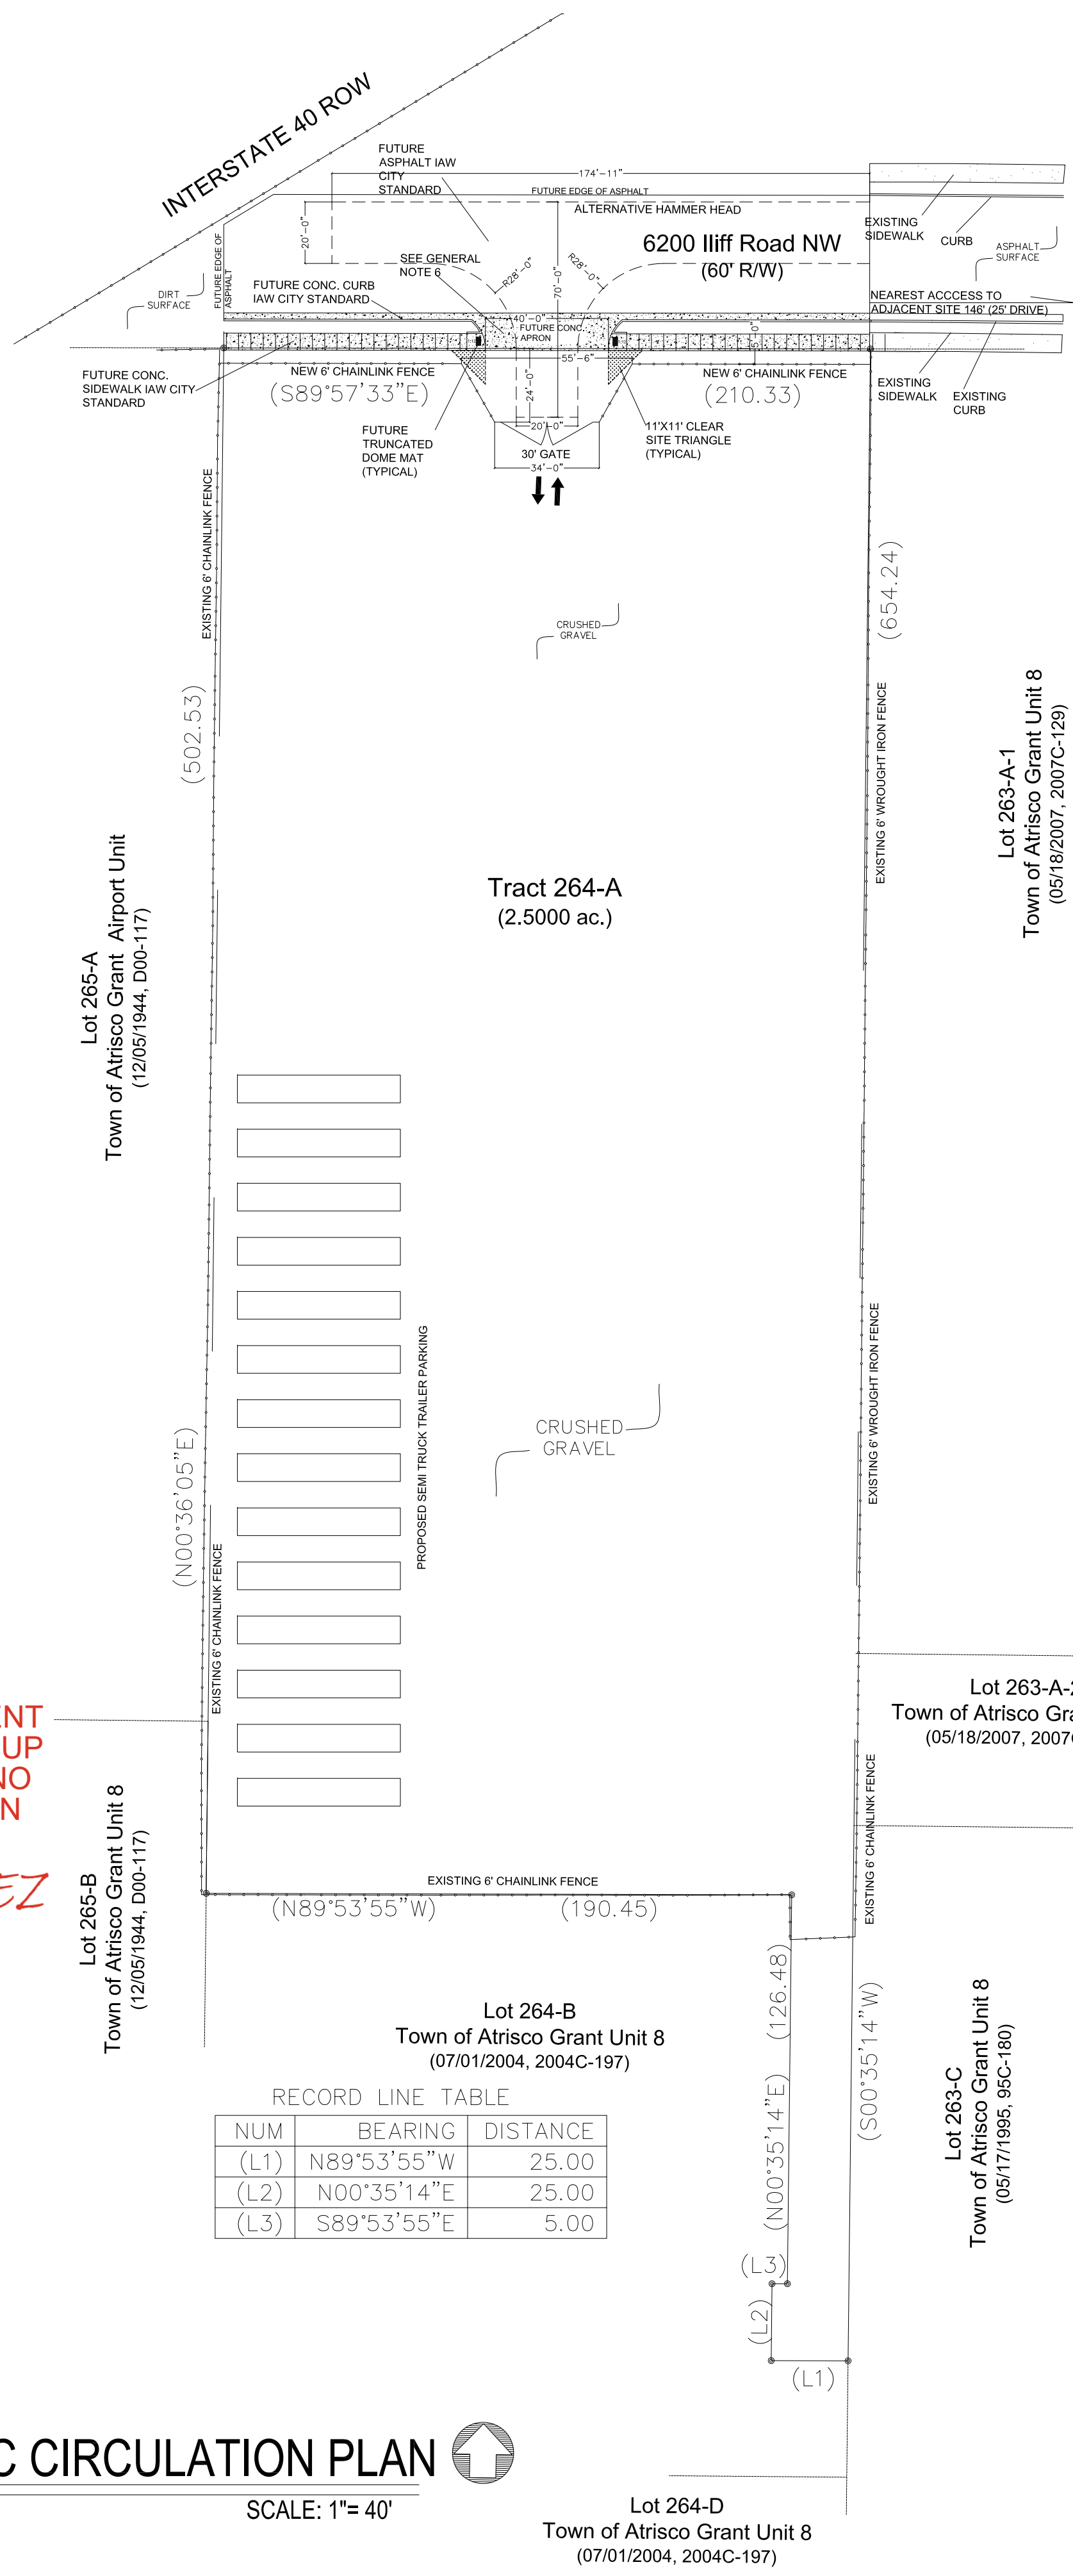 INTERSTATE 40 ROW
FUTURE
ASPHALT IAW
CITY
STANDARD
174'-11"
FUTURE EDGE OF ASPHALT
ALTERNATIVE HAMMER HEAD
20'-0"
6200 Iliff Road NW
(60' R/W)
EXISTING
SIDEWALK
CURB
ASPHALT
SURFACE
FUTURE EDGE OF
ASPHALT
SEE GENERAL
NOTE 6
R28'-0"
R28'-0"
70'-0"
DIRT
SURFACE
FUTURE CONC. CURB
IAW CITY STANDARD
NEAREST ACCCESS TO
ADJACENT SITE 146' (25' DRIVE)
40'-0"
FUTURE CONC.
APRON
55'-6"
FUTURE CONC.
SIDEWALK IAW CITY
STANDARD
NEW 6' CHAINLINK FENCE
(S89°57'33"E)
NEW 6' CHAINLINK FENCE
(210.33)
EXISTING
SIDEWALK
EXISTING
CURB
24'-0"
20'-0"
FUTURE
TRUNCATED
DOME MAT
(TYPICAL)
11'X11' CLEAR
SITE TRIANGLE
(TYPICAL)
30' GATE
34'-0"
EXISTING 6' CHAINLINK FENCE
(654.24)
CRUSHED
GRAVEL
(502.53)
EXISTING 6' WROUGHT IRON FENCE
Lot 263-A-1
Town of Atrisco Grant Unit 8
(05/18/2007, 2007C-129)
Tract 264-A
(2.5000 ac.)
Lot 265-A
Town of Atrisco Grant Airport Unit
(12/05/1944, D00-117)
PROPOSED SEMI TRUCK TRAILER PARKING
EXISTING 6' WROUGHT IRON FENCE
CRUSHED
GRAVEL
(N00°36'05"E)
EXISTING 6' CHAINLINK FENCE
Lot 263-A-2
Town of Atrisco Gra
(05/18/2007, 2007
ENT
UP
NO
N
EZ
Lot 265-B
Town of Atrisco Grant Unit 8
(12/05/1944, D00-117)
EXISTING 6' CHAINLINK FENCE
EXISTING 6' CHAINLINK FENCE
(N89°53'55"W)
(190.45)
(126.48)
(N00°35'14"E)
(S00°35'14"W)
Lot 264-B
Town of Atrisco Grant Unit 8
(07/01/2004, 2004C-197)
Lot 263-C
Town of Atrisco Grant Unit 8
(05/17/1995, 95C-180)
RECORD LINE TABLE
NUM BEARING DISTANCE
(L1) N89°53'55"W 25.00
(L2) N00°35'14"E 25.00
(L3) S89°53'55"E 5.00
(L3)
(L2)
(L1)
C CIRCULATION PLAN
SCALE: 1"= 40'
Lot 264-D
Town of Atrisco Grant Unit 8
(07/01/2004, 2004C-197)